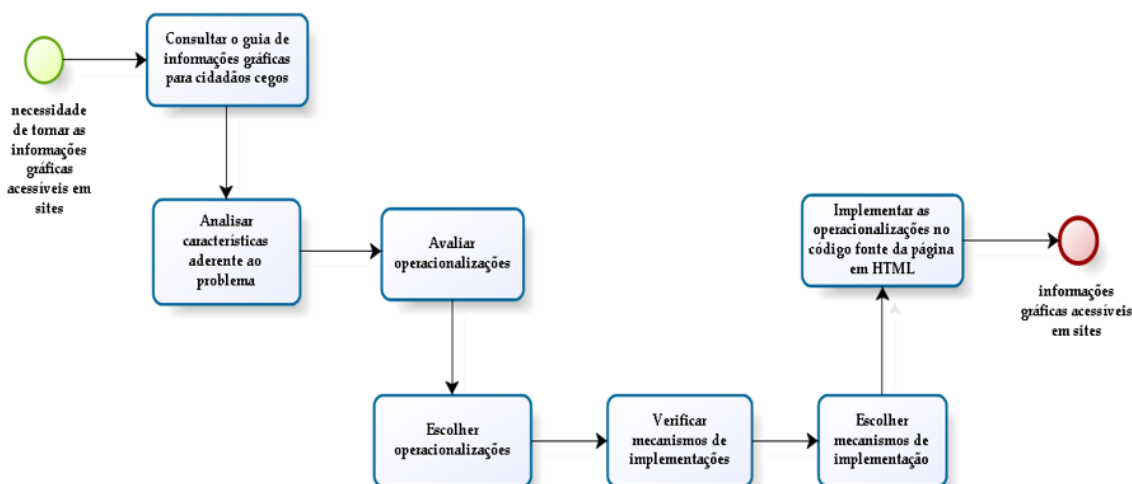 necessidade
de tornar as
informações
gráficas
acessíveis em
sites
Consultar o guia de
informações gráficas
para cidadãos cegos
Analisar
características
aderente ao
problema
Avaliar
operacionalizações
Escolher
operacionalizações
Verificar
mecanismos de
implementações
Escolher
mecanismos de
implementação
Implementar as
operacionalizações no
código fonte da página
em HTML
informações
gráficas acessíveis
em sites